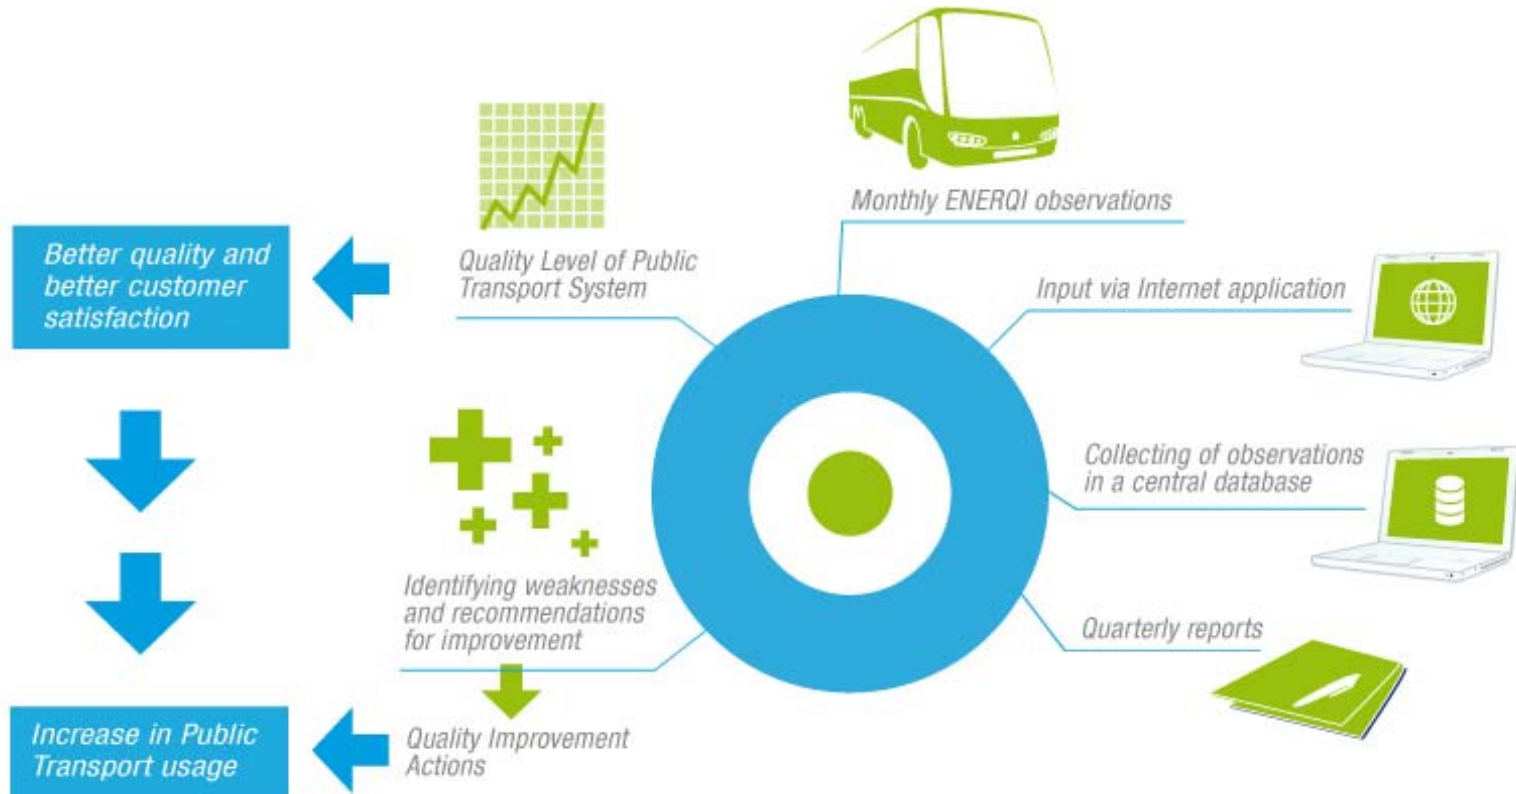 Monthly ENERQI observations
Input via Internet application
Collecting of observations
in a central database
Quarterly reports
Identifying weaknesses
and recommendations
for improvement
Quality Improvement
Actions
Quality Level of Public
Transport System
Better quality and
better customer
satisfaction
Increase in Public
Transport usage